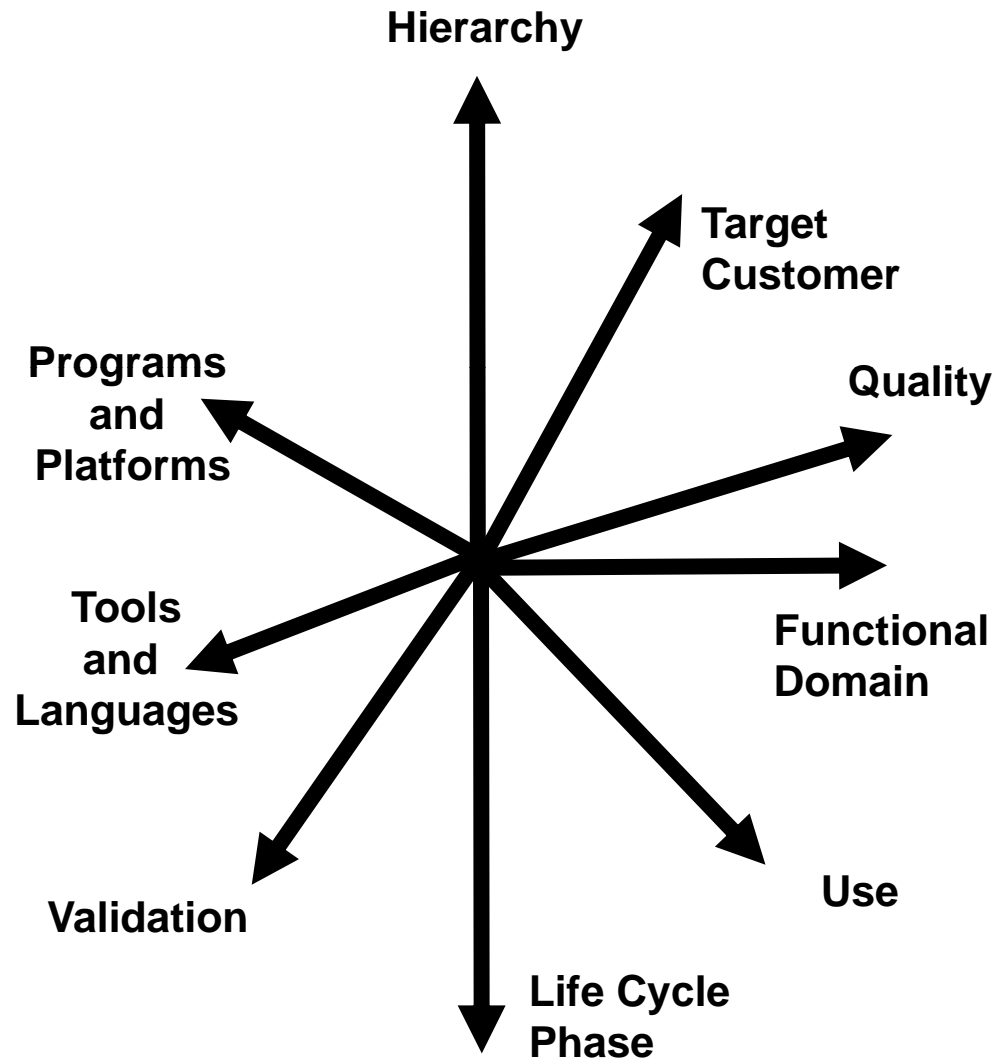 Hierarchy
Target
Customer
Programs
and
Platforms
Quality
Tools
and
Languages
Functional
Domain
Validation
Use
Life Cycle
Phase